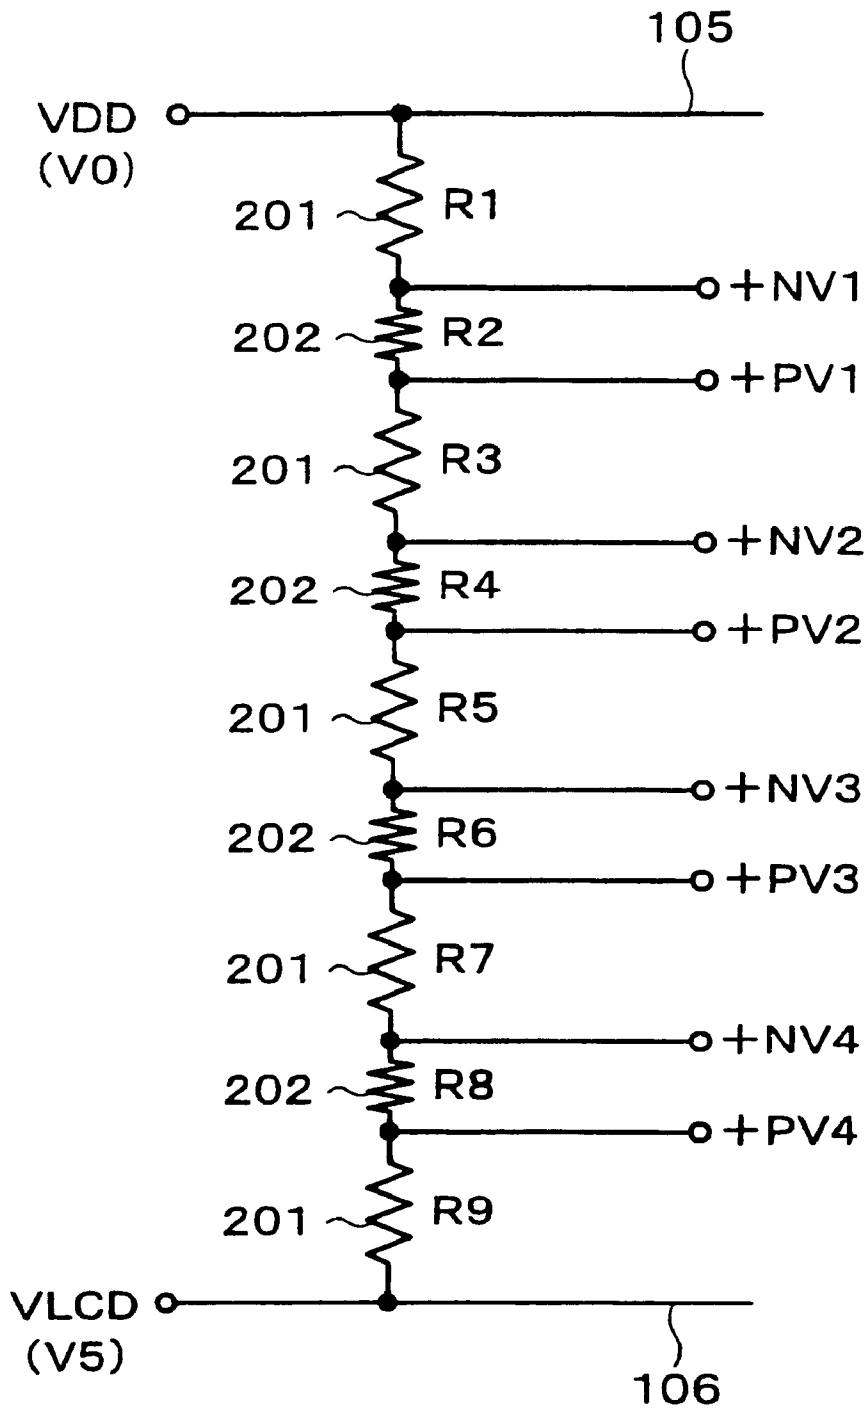 105
VDD
(V0)
201 R1
+NV1
202 R2
+PV1
201 R3
+NV2
202 R4
+PV2
201 R5
+NV3
202 R6
+PV3
201 R7
+NV4
202 R8
+PV4
201 R9
VLCD
(V5)
106